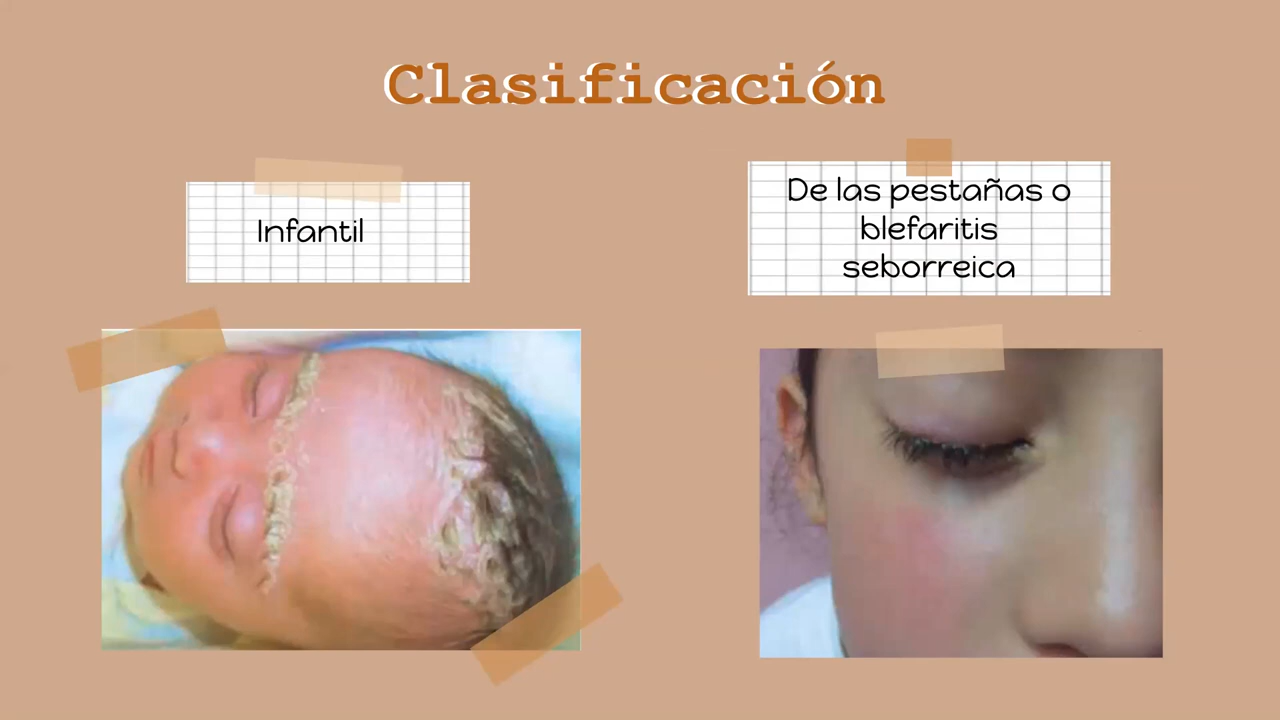 Clasificación
Infantil
De las pestañas o
blefaritis
seborreica